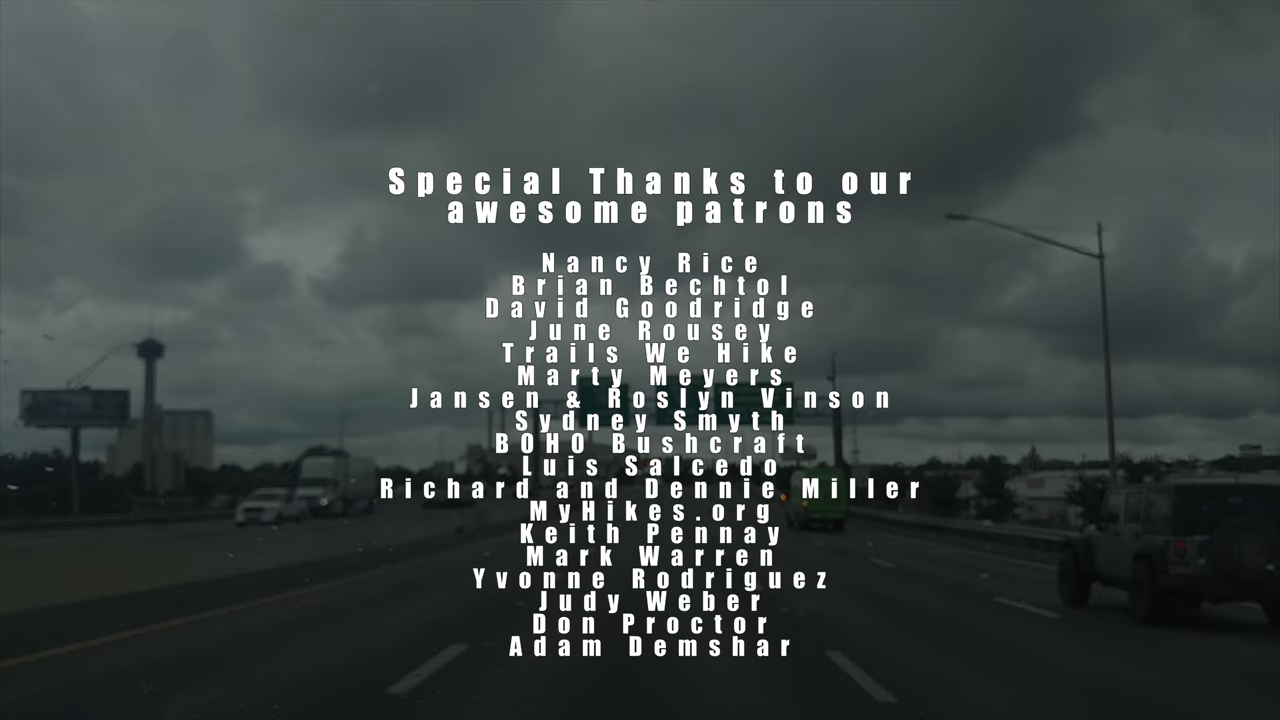 Special Thanks to our
awesome patrons
Nancy Rice
Brian Bechtol
David Goodridge
June Rousey
Trails We Hike
Marty Meyers
Jansen & Roslyn Vinson
Sydney Smyth
BOHO Bushcraft
Luis Salcedo
Richard and Dennie Miller
MyHikes.org
Keith Pennay
Mark Warren
Yvonne Rodriguez
Judy Weber
Don Proctor
Adam Demshar